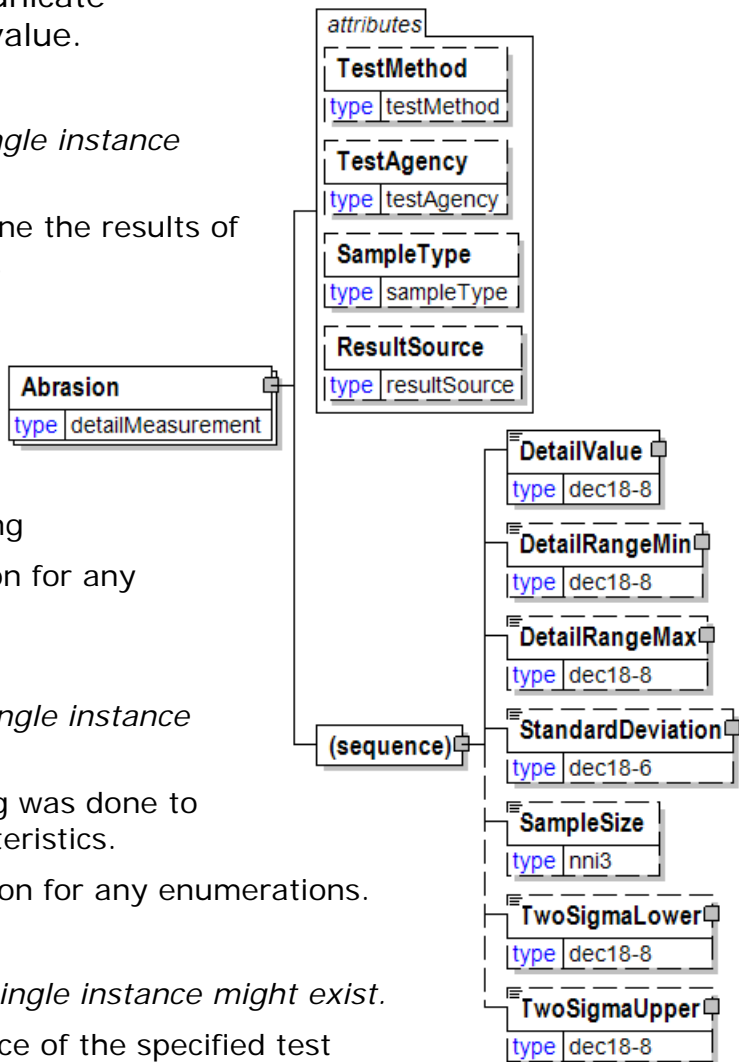 unicate
value.
ngle instance
ne the results of
ng
on for any
ngle instance
g was done to
teristics.
on for any enumerations.
single instance might exist.
ce of the specified test
attributes
TestMethod
type testMethod
TestAgency
type testAgency
SampleType
type sampleType
ResultSource
type resultSource
Abrasion
type detailMeasurement
(sequence)
DetailValue
type dec18-8
DetailRangeMin
type dec18-8
DetailRangeMax
type dec18-8
StandardDeviation
type dec18-6
SampleSize
type nni3
TwoSigmaLower
type dec18-8
TwoSigmaUpper
type dec18-8